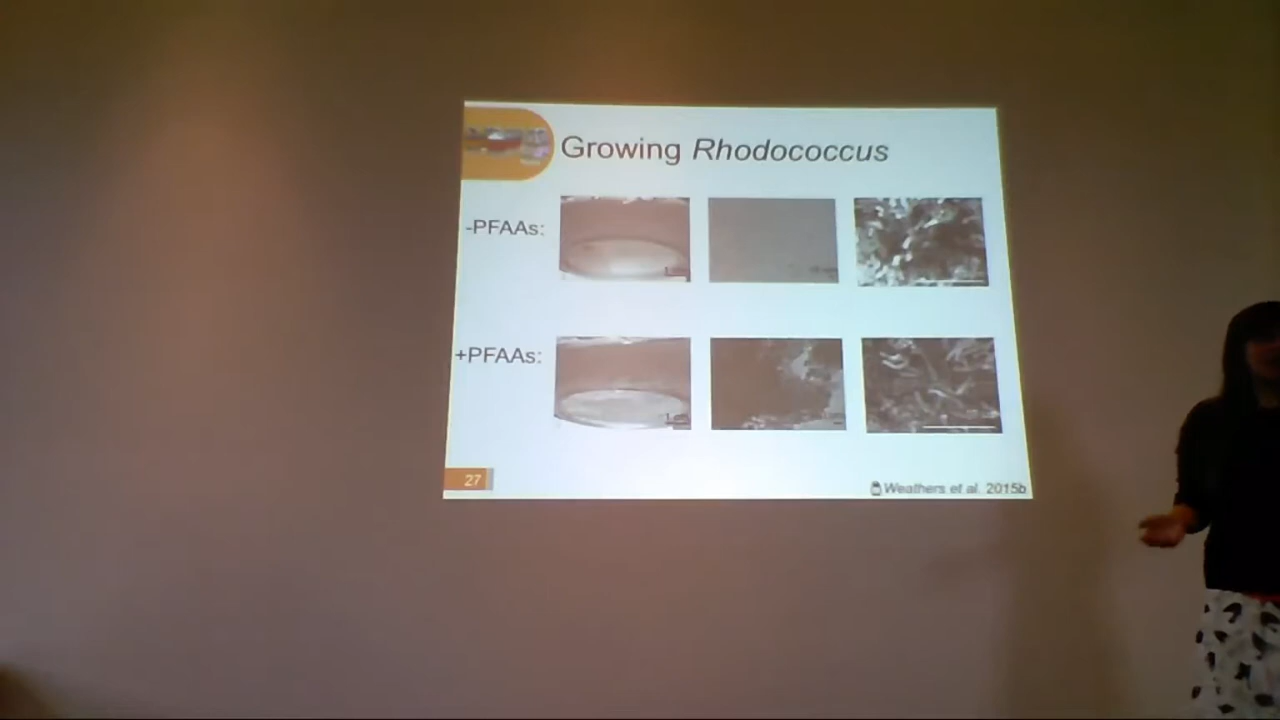 Growing Rhodococcus
-PFAAs:
+PFAAs:
27
Weathers et al. 2015b